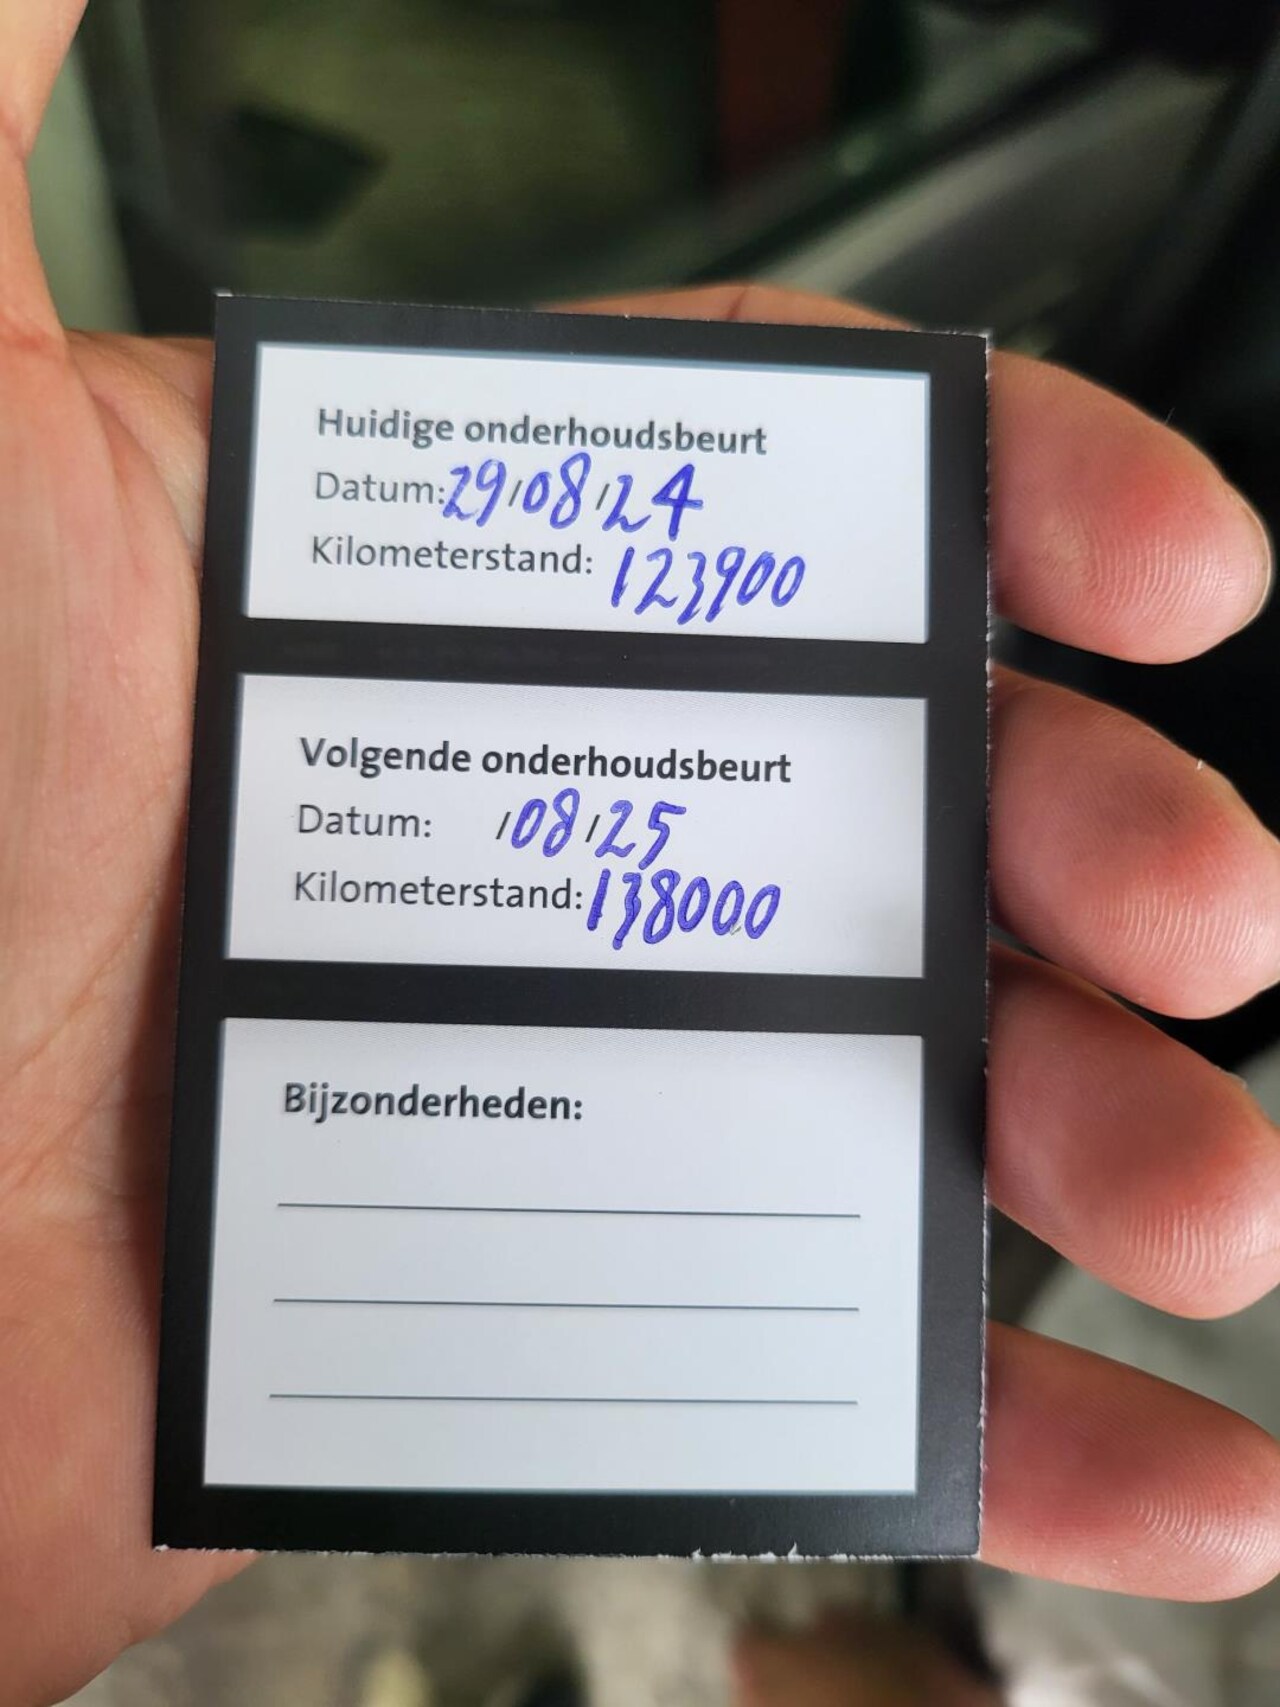 Huidige onderhoudsbeurt
Datum: 29/08/24
Kilometerstand: 123900
Volgende onderhoudsbeurt
Datum: /08/25
Kilometerstand: 138000
Bijzonderheden: